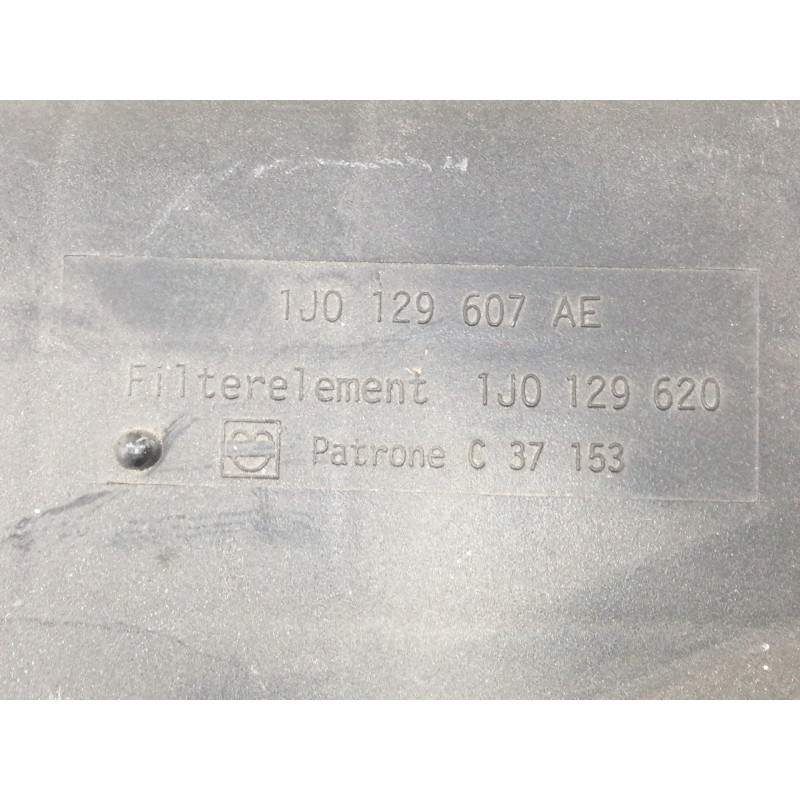 1J0 129 607 AE
Filterelement 1J0 129 620
Patrone C 37 153